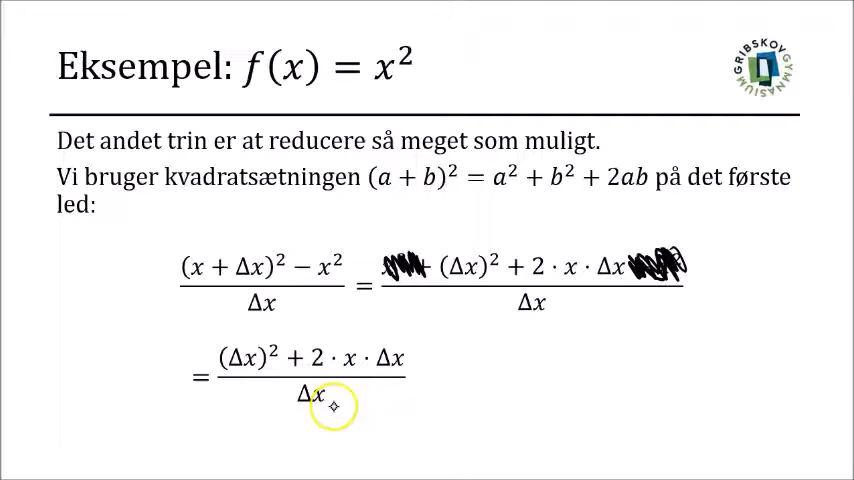 Eksempel: f(x) = x²
GRIBSKOV GYMNASIUM
Det andet trin er at reducere så meget som muligt.
Vi bruger kvadratsætningen (a + b)² = a² + b² + 2ab på det første
led:
((x + Δx)² − x²)/Δx = (+ (Δx)² + 2 · x · Δx)/Δx
= ((Δx)² + 2 · x · Δx)/Δx